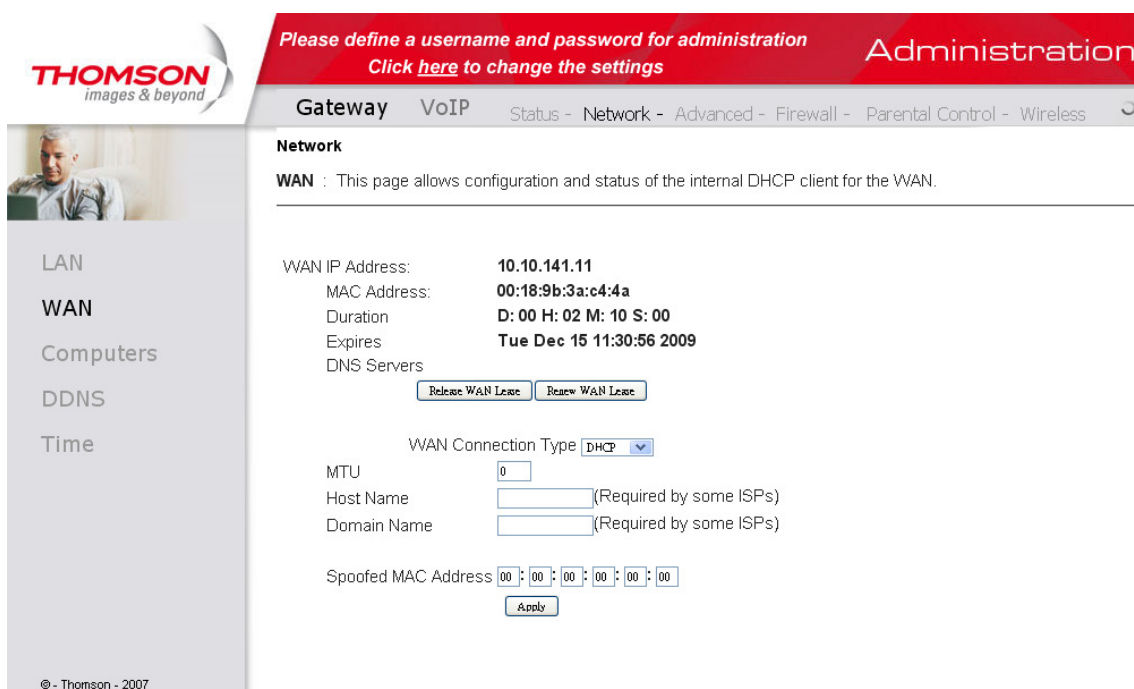 Please define a username and password for administration
Click here to change the settings
Administration
THOMSON
images & beyond
Gateway VoIP Status - Network - Advanced - Firewall - Parental Control - Wireless
Network
WAN : This page allows configuration and status of the internal DHCP client for the WAN.
LAN
WAN
Computers
DDNS
Time
WAN IP Address: 10.10.141.11
MAC Address: 00:18:9b:3a:c4:4a
Duration D: 00 H: 02 M: 10 S: 00
Expires Tue Dec 15 11:30:56 2009
DNS Servers
Release WAN Lease Renew WAN Lease
WAN Connection Type DHCP
MTU 0
Host Name (Required by some ISPs)
Domain Name (Required by some ISPs)
Spoofed MAC Address 00 : 00 : 00 : 00 : 00 : 00
Apply
© - Thomson - 2007